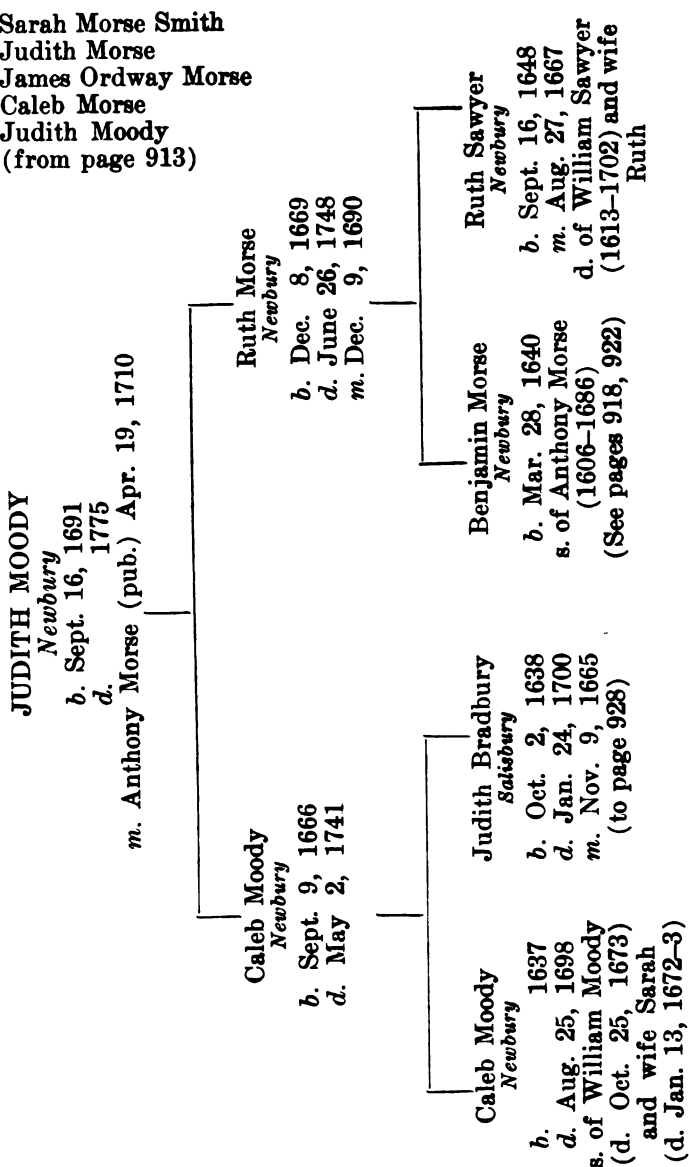 Sarah Morse Smith
Judith Morse
James Ordway Morse
Caleb Morse
Judith Moody
(from page 913)
JUDITH MOODY
Newbury
b. Sept. 16, 1691
d. 1775
m. Anthony Morse (pub.) Apr. 19, 1710
Caleb Moody
Newbury
b. Sept. 9, 1666
d. May 2, 1741
Ruth Morse
Newbury
b. Dec. 8, 1669
d. June 26, 1748
m. Dec. 9, 1690
Caleb Moody
Newbury
b. 1637
d. Aug. 25, 1698
s. of William Moody
(d. Oct. 25, 1673)
and wife Sarah
(d. Jan. 13, 1672–3)
Judith Bradbury
Salisbury
b. Oct. 2, 1638
d. Jan. 24, 1700
m. Nov. 9, 1665
(to page 928)
Benjamin Morse
Newbury
b. Mar. 28, 1640
s. of Anthony Morse
(1606–1686)
(See pages 918, 922)
Ruth Sawyer
Newbury
b. Sept. 16, 1648
m. Aug. 27, 1667
d. of William Sawyer
(1613–1702) and wife
Ruth